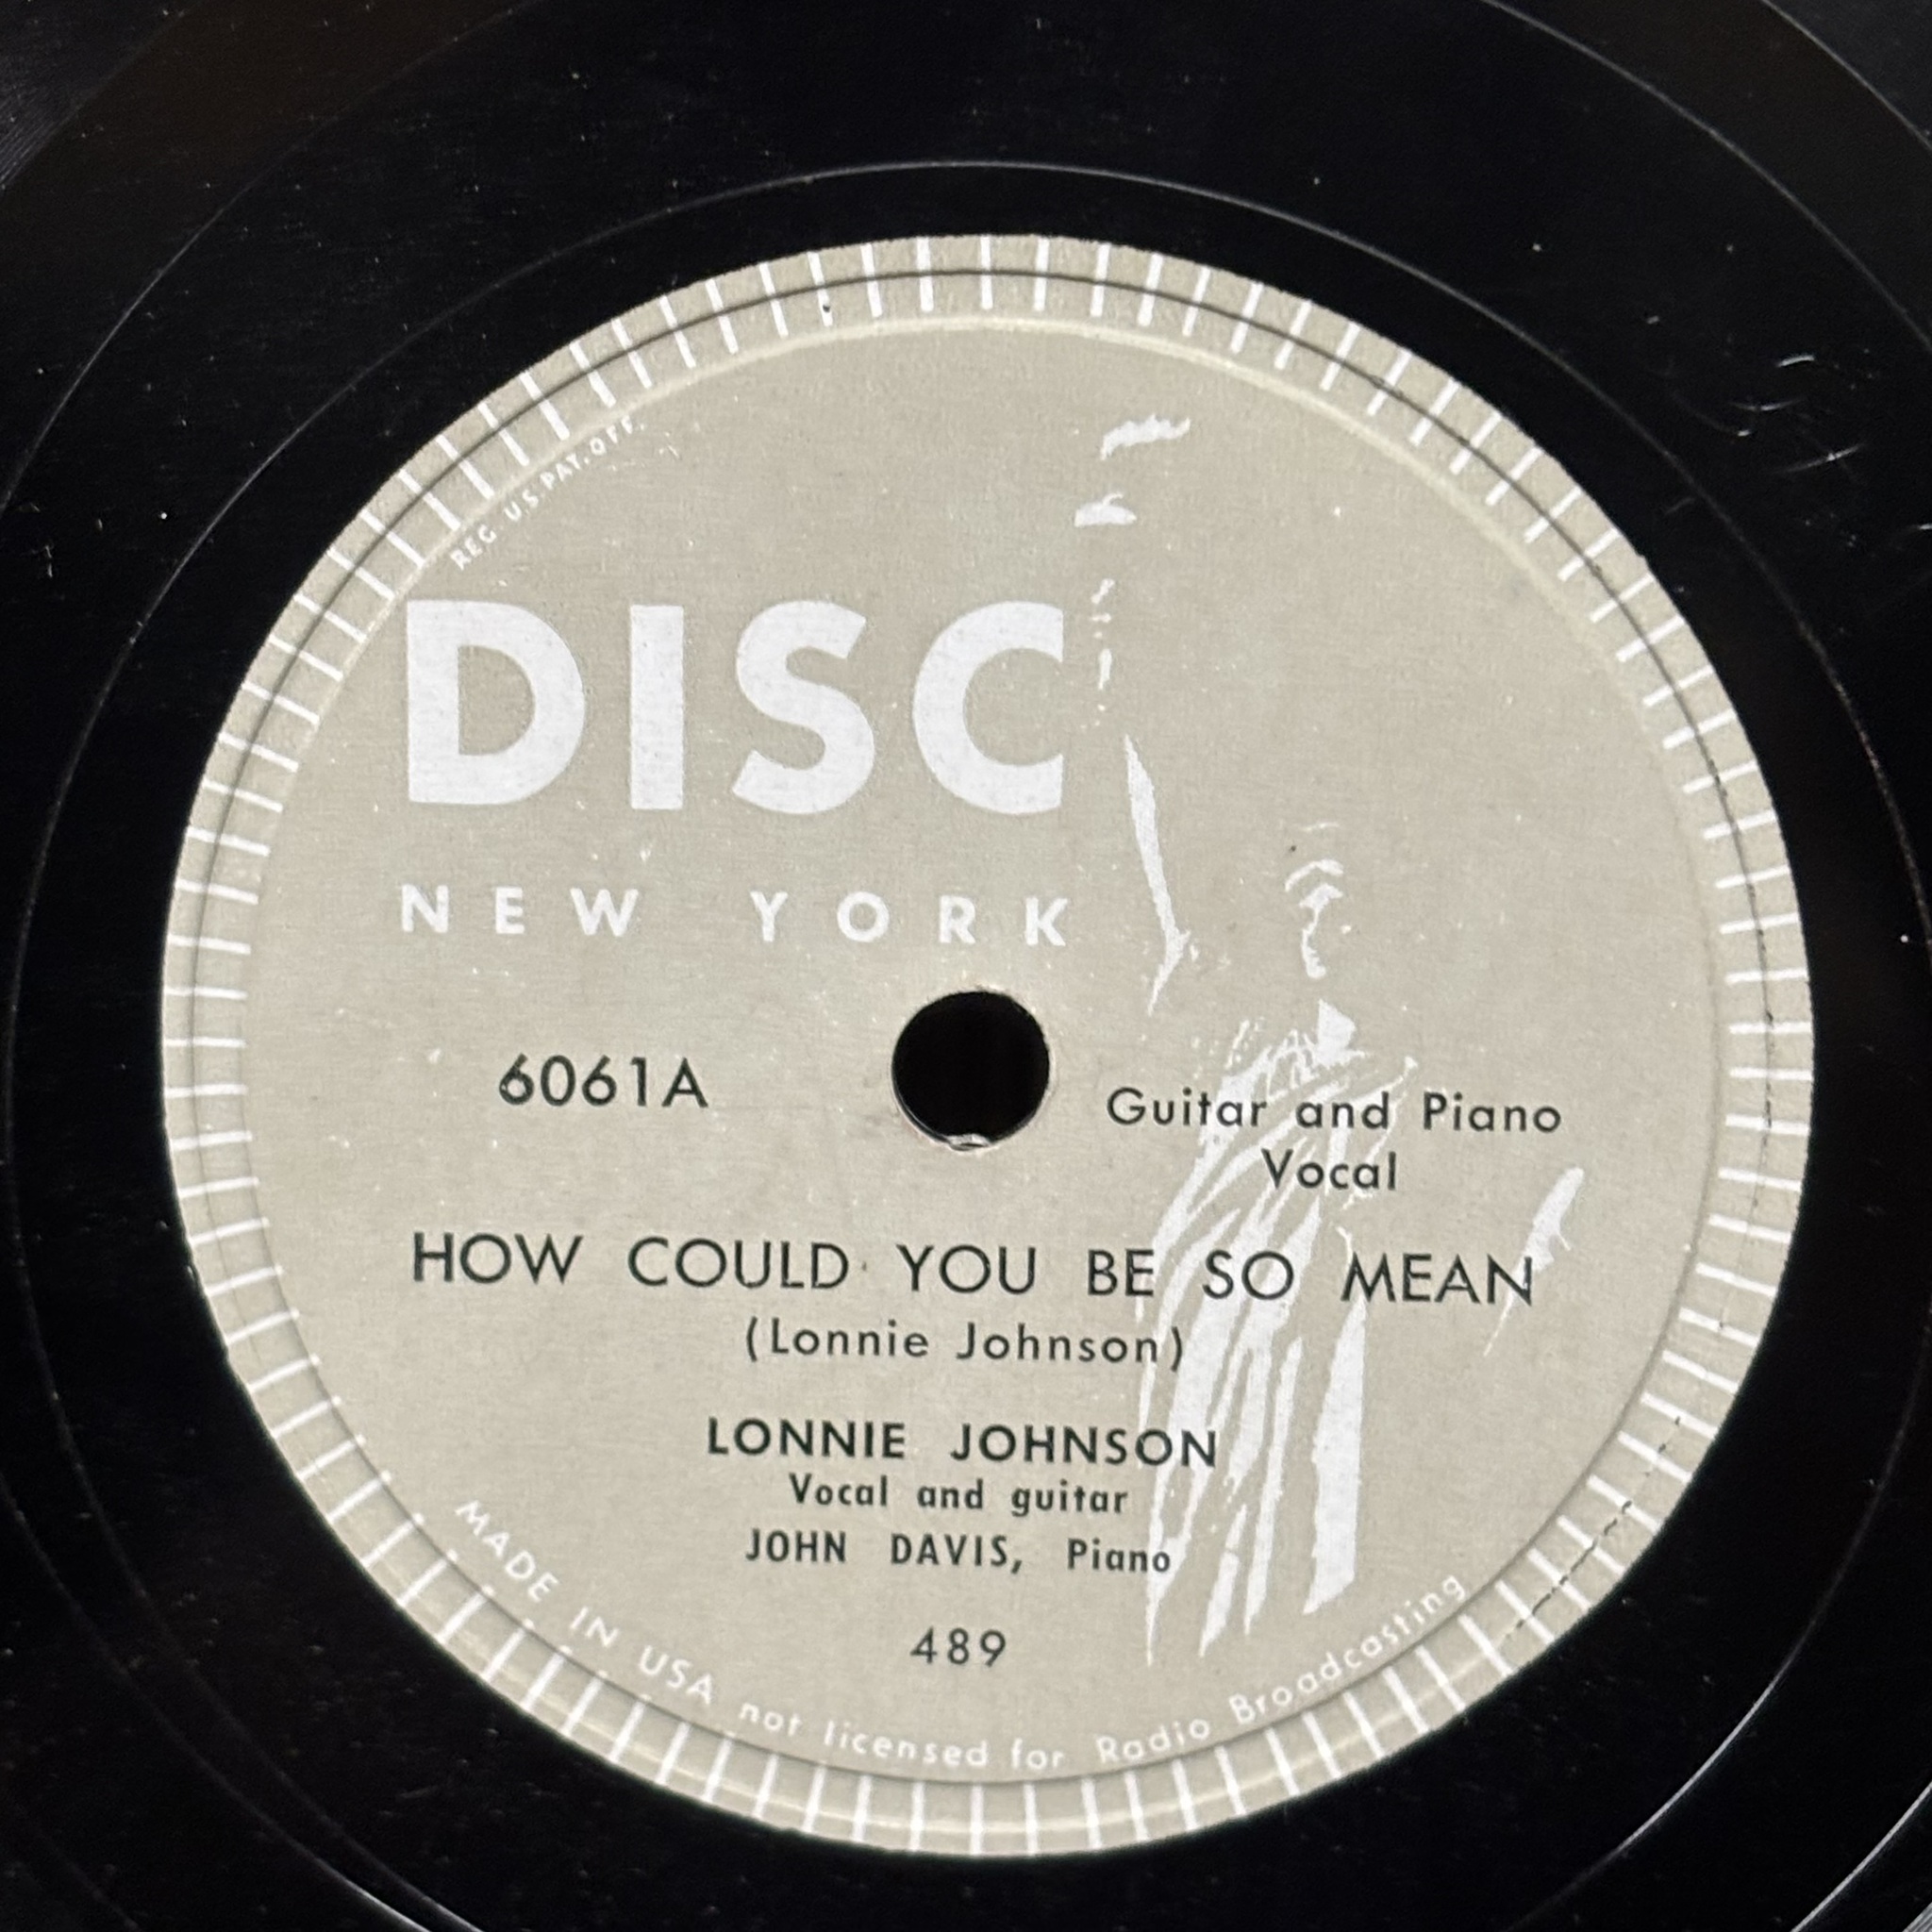 REG. U.S. PAT. OFF.
DISC
NEW YORK
6061A
Guitar and Piano
Vocal
HOW COULD YOU BE SO MEAN
(Lonnie Johnson)
LONNIE JOHNSON
Vocal and guitar
JOHN DAVIS, Piano
489
MADE IN USA not licensed for Radio Broadcasting